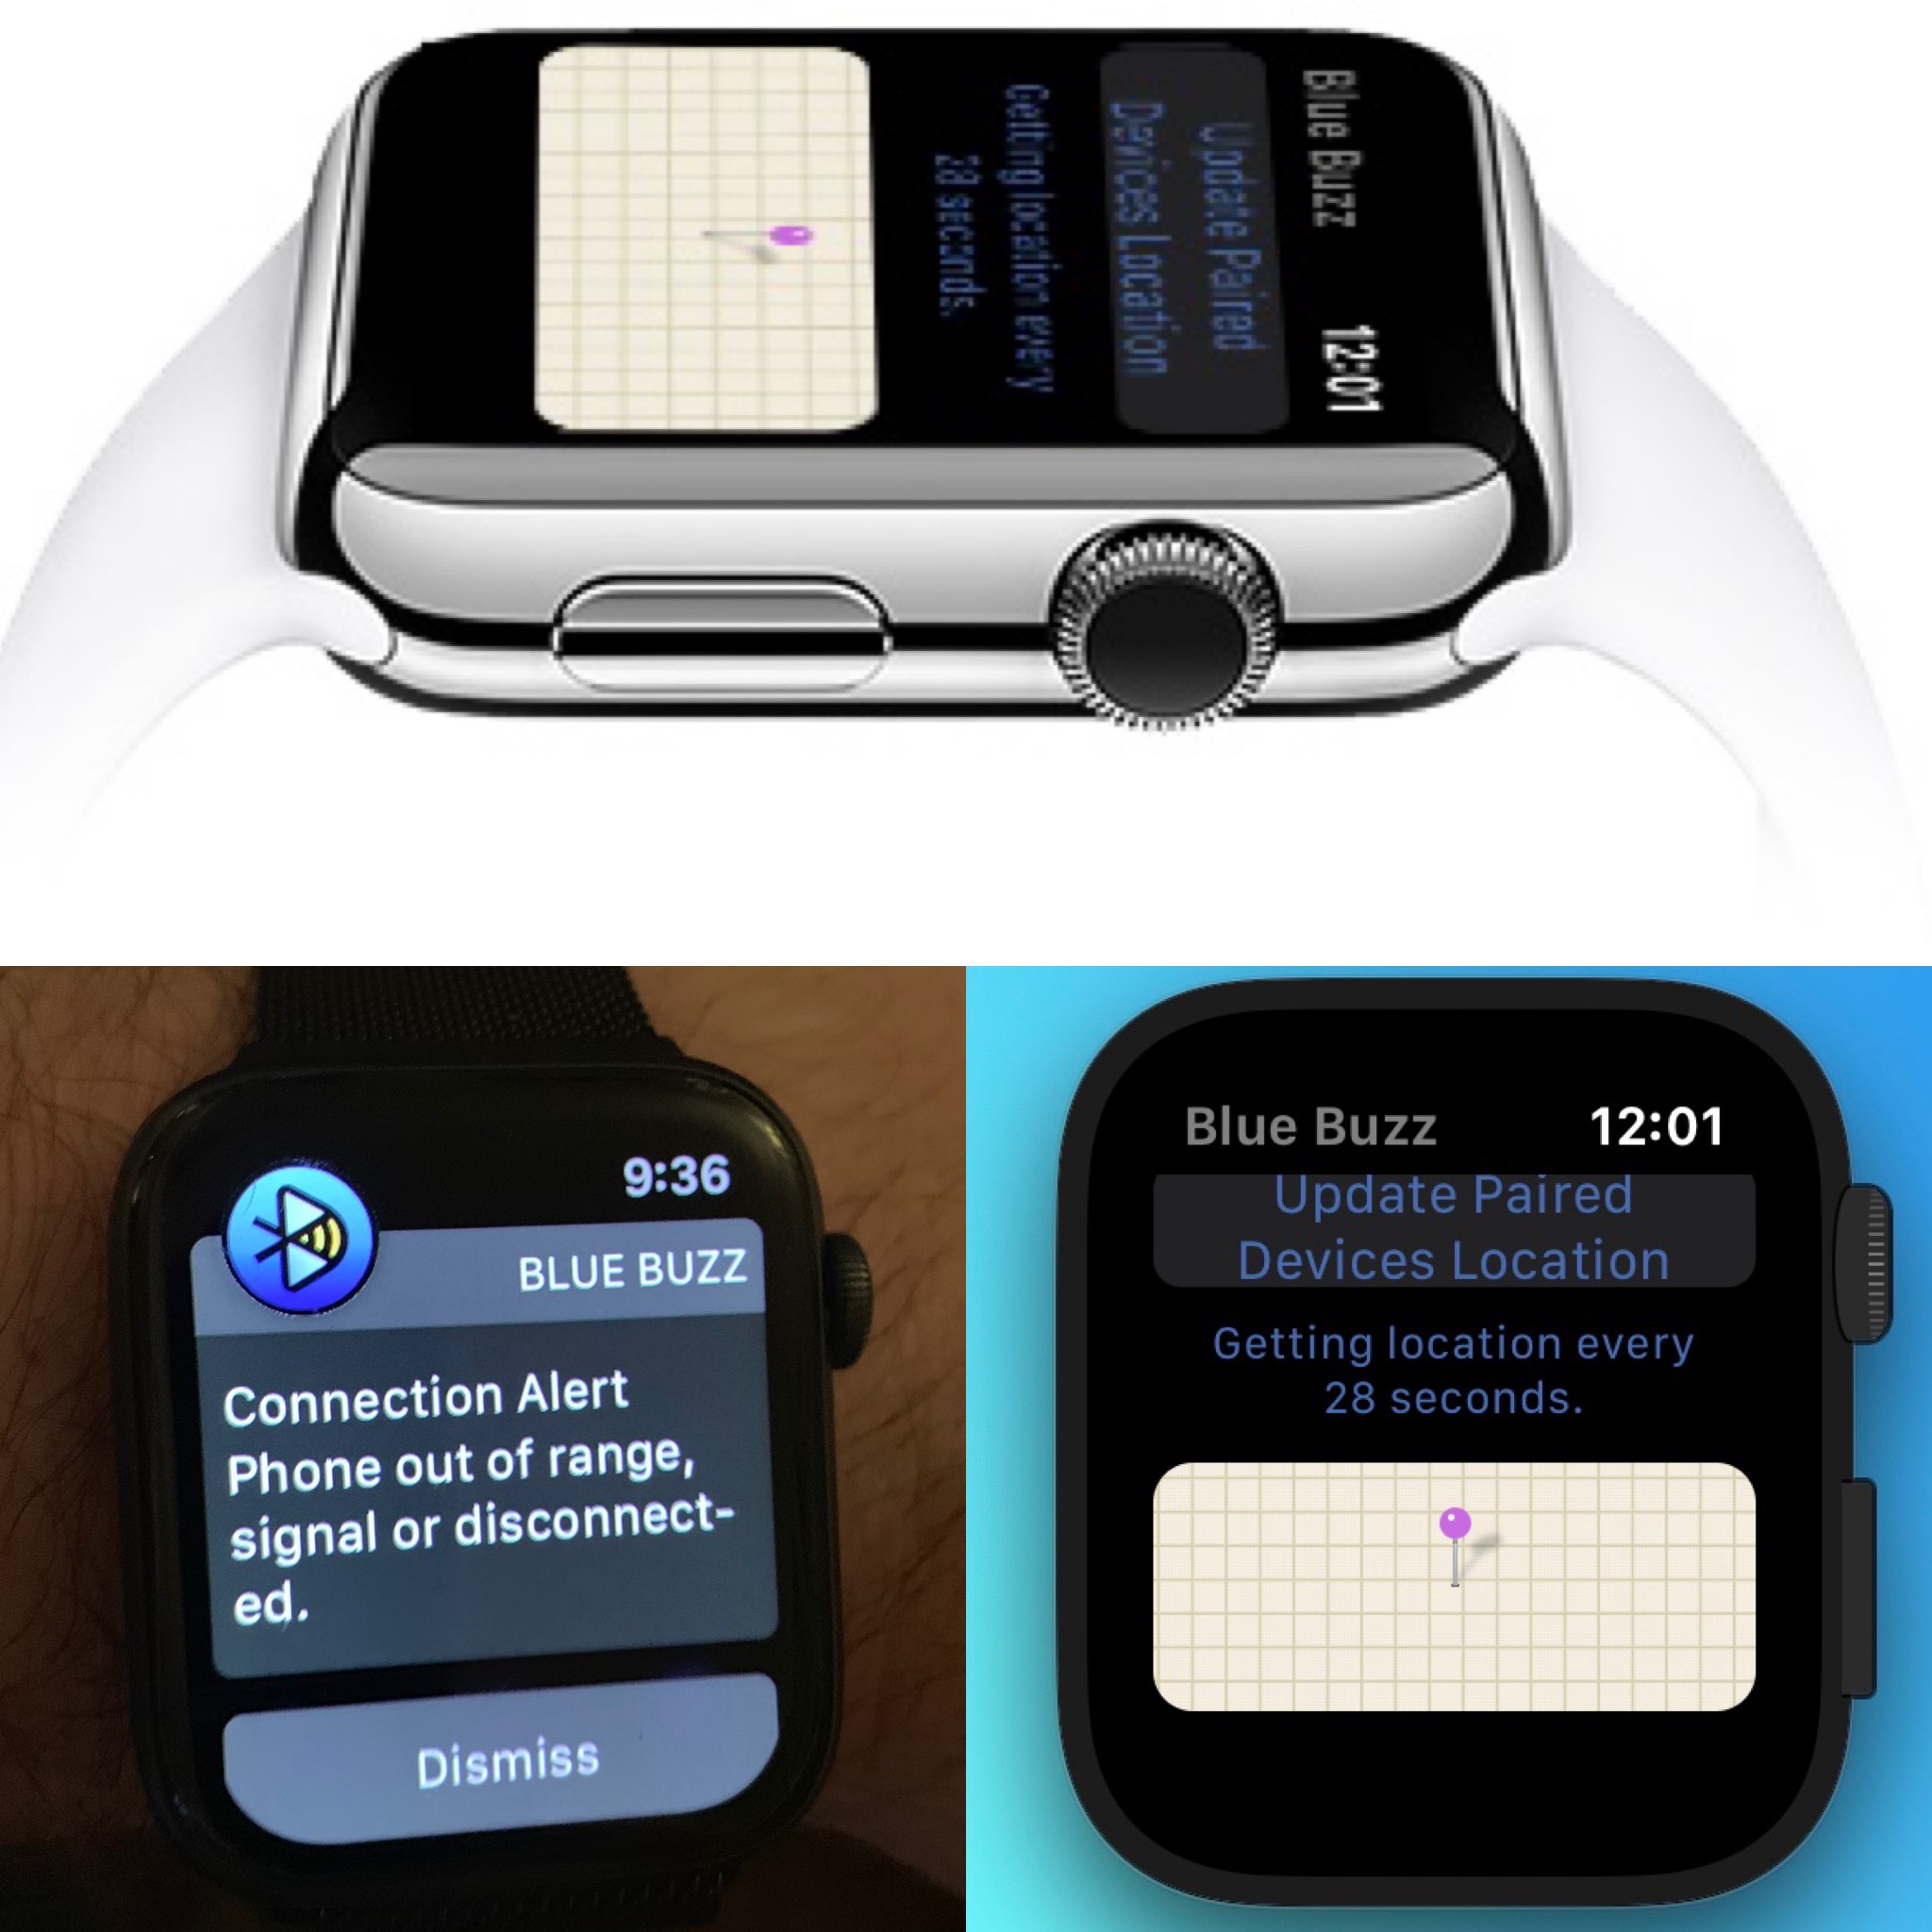 Blue Buzz 12:01
Update Paired
Devices Location
Getting location every
28 seconds.
9:36
BLUE BUZZ
Connection Alert
Phone out of range,
signal or disconnect-
ed.
Dismiss
Blue Buzz 12:01
Update Paired
Devices Location
Getting location every
28 seconds.